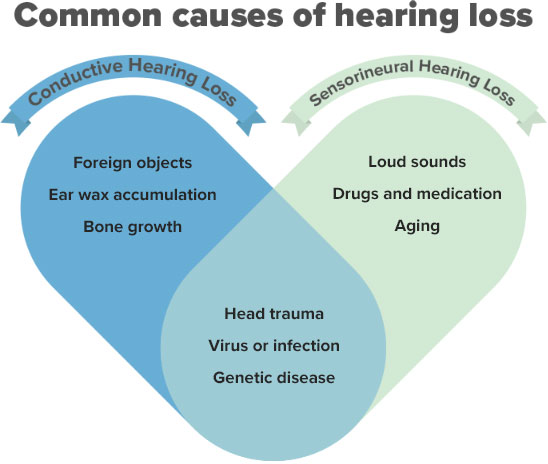 Common causes of hearing loss
Conductive Hearing Loss
Sensorineural Hearing Loss
Foreign objects
Ear wax accumulation
Bone growth
Loud sounds
Drugs and medication
Aging
Head trauma
Virus or infection
Genetic disease